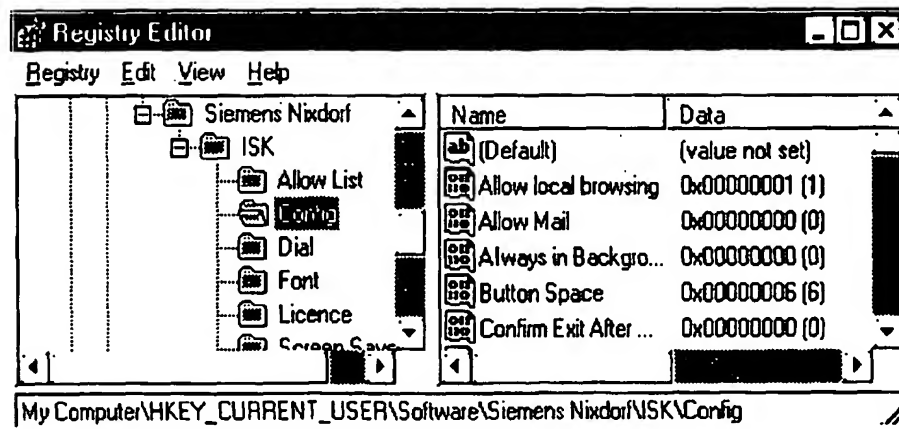 Registry Editor
Registry Edit View Help
Siemens Nixdorf
ISK
Allow List
Config
Dial
Font
Licence
Screen Save
Name Data
(Default) (value not set)
Allow local browsing 0x00000001 (1)
Allow Mail 0x00000000 (0)
Always in Backgro... 0x00000000 (0)
Button Space 0x00000006 (6)
Confirm Exit After ... 0x00000000 (0)
My Computer\HKEY_CURRENT_USER\Software\Siemens Nixdorf\ISK\Config